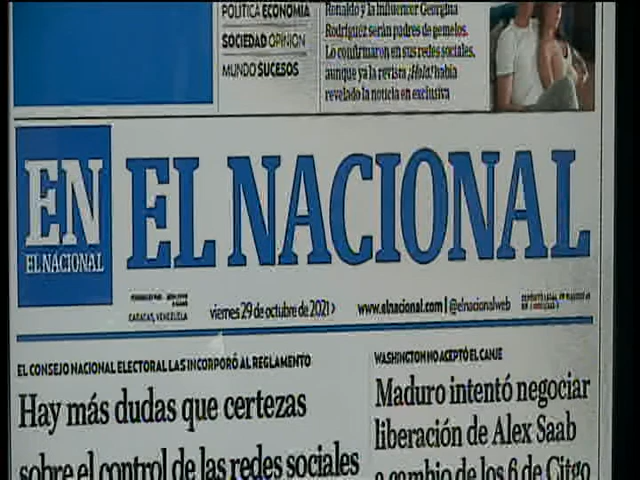 POLÍTICA ECONOMÍA
SOCIEDAD OPINIÓN
MUNDO SUCESOS
Ronaldo y la influencer Georgina
Rodríguez serán padres de gemelos.
Lo confirmaron en sus redes sociales,
aunque ya la revista ¡Hola! había
revelado la noticia en exclusiva
EN
EL NACIONAL
EL NACIONAL
CARACAS, VENEZUELA
viernes 29 de octubre de 2021
www.elnacional.com | @elnacionalweb
EL CONSEJO NACIONAL ELECTORAL LAS INCORPORÓ AL REGLAMENTO
Hay más dudas que certezas
sobre el control de las redes sociales
WASHINGTON NO ACEPTÓ EL CANJE
Maduro intentó negociar
liberación de Alex Saab
a cambio de los 6 de Citgo